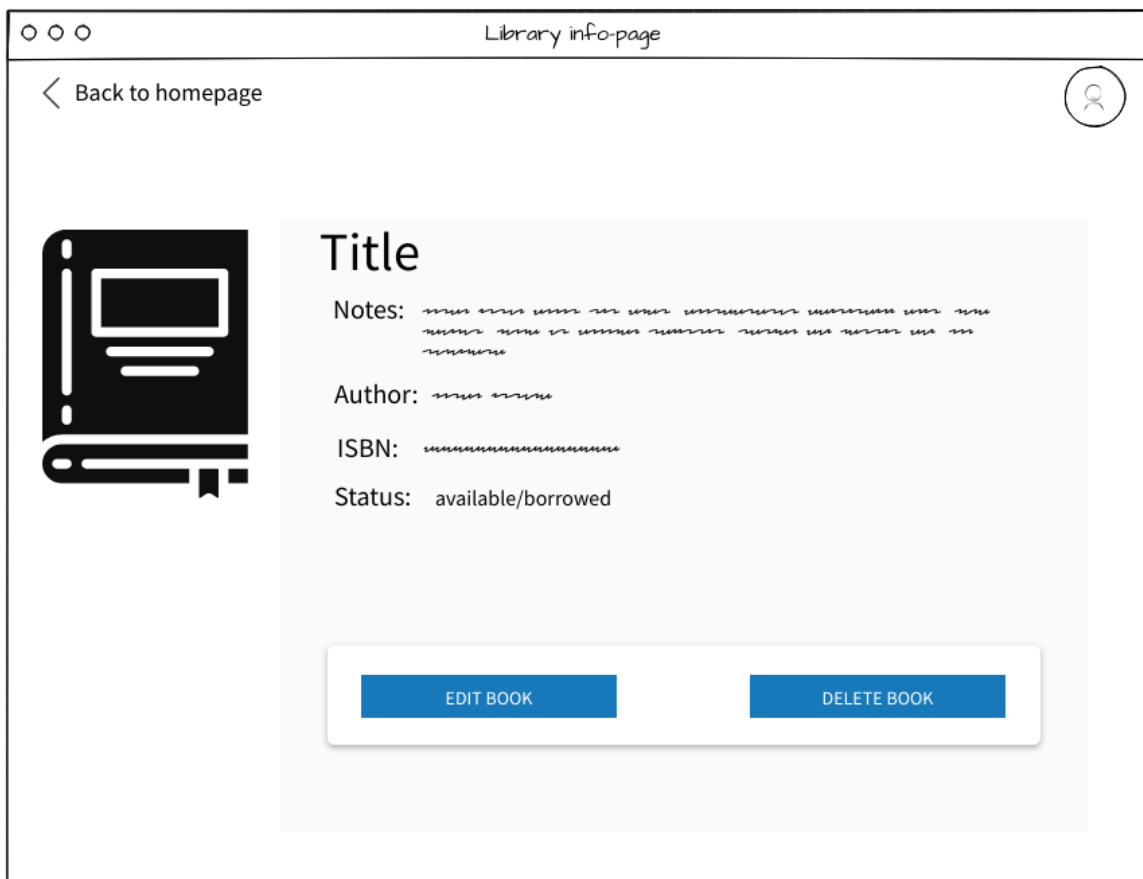 Library info-page
Back to homepage
Title
Notes:
Author:
ISBN:
Status: available/borrowed
EDIT BOOK
DELETE BOOK